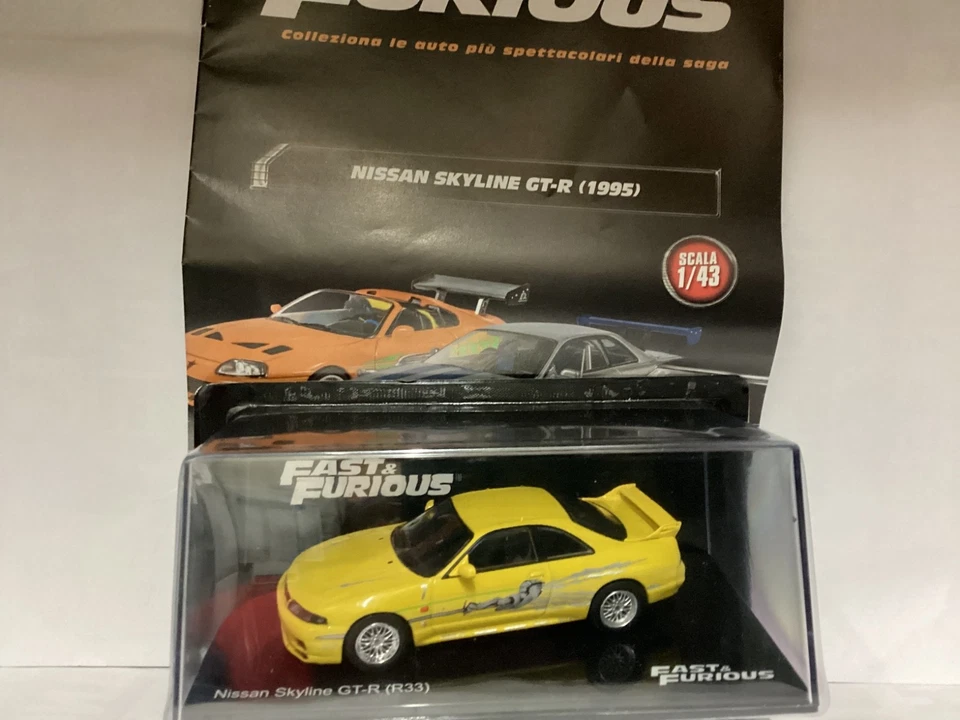 FURIOUS
Colleziona le auto più spettacolari della saga
NISSAN SKYLINE GT-R (1995)
SCALA
1/43
FAST &
FURIOUS
Nissan Skyline GT-R (R33)
FAST &
FURIOUS